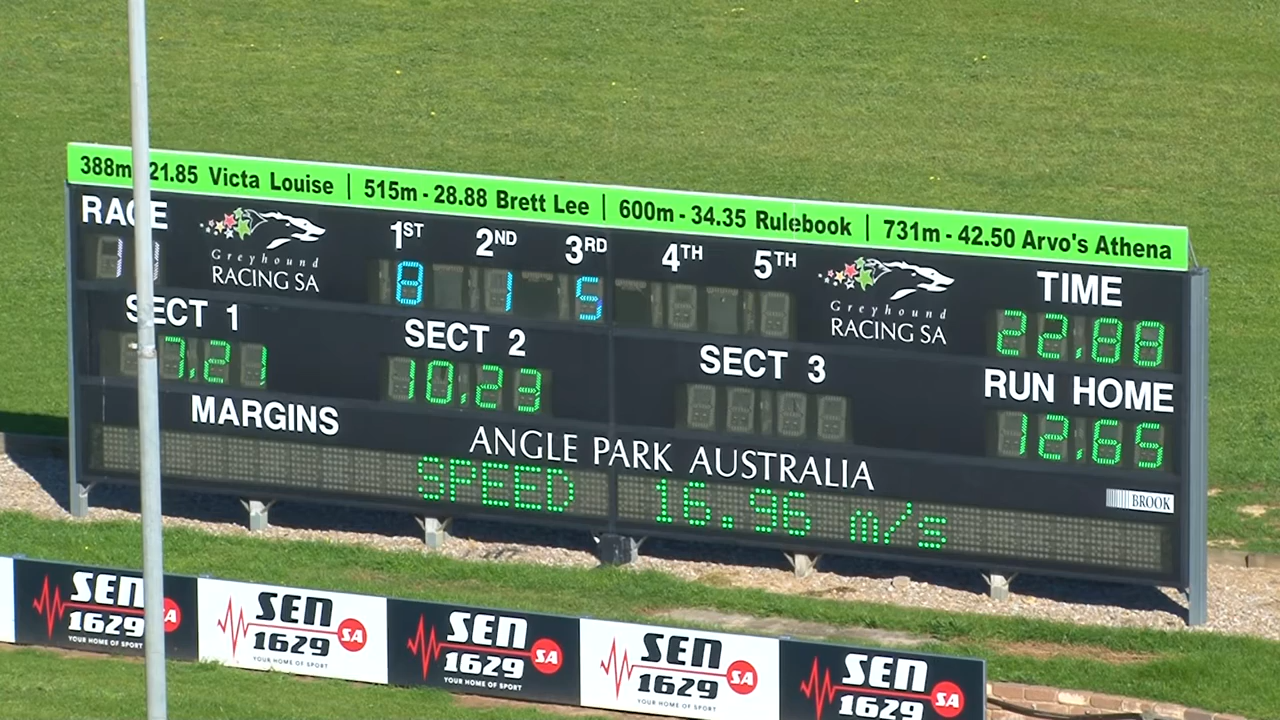 388m - 21.85 Victa Louise | 515m - 28.88 Brett Lee | 600m - 34.35 Rulebook | 731m - 42.50 Arvo's Athena
RACE
Greyhound
RACING SA
1ST 2ND 3RD 4TH 5TH
8 1 5
Greyhound
RACING SA
TIME
22.88
SECT 1
7.21
SECT 2
10.23
SECT 3
RUN HOME
12.65
MARGINS
ANGLE PARK AUSTRALIA
SPEED 16.96 m/s
BROOK
SEN
1629 SA
YOUR HOME OF SPORT
SEN
1629 SA
YOUR HOME OF SPORT
SEN
1629 SA
YOUR HOME OF SPORT
SEN
1629 SA
YOUR HOME OF SPORT
SEN
1629 SA